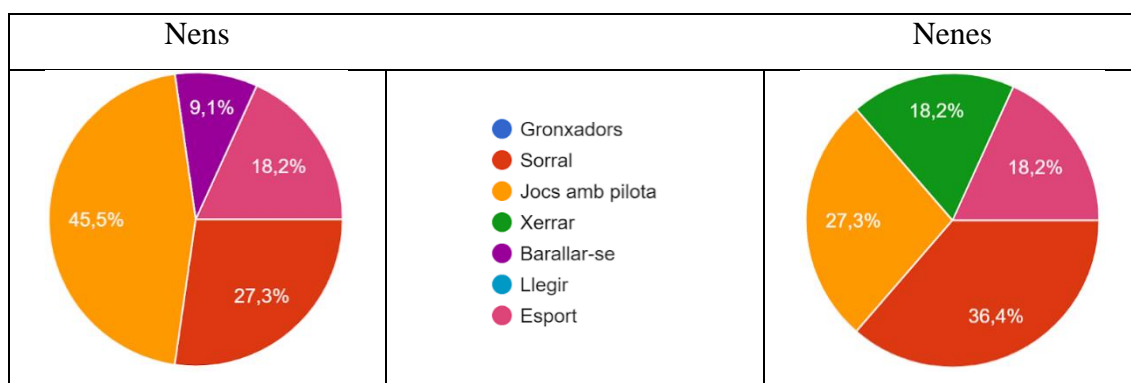 Nens
Nenes
9,1%
18,2%
45,5%
27,3%
Gronxadors
Sorral
Jocs amb pilota
Xerrar
Barallar-se
Llegir
Esport
18,2%
18,2%
27,3%
36,4%